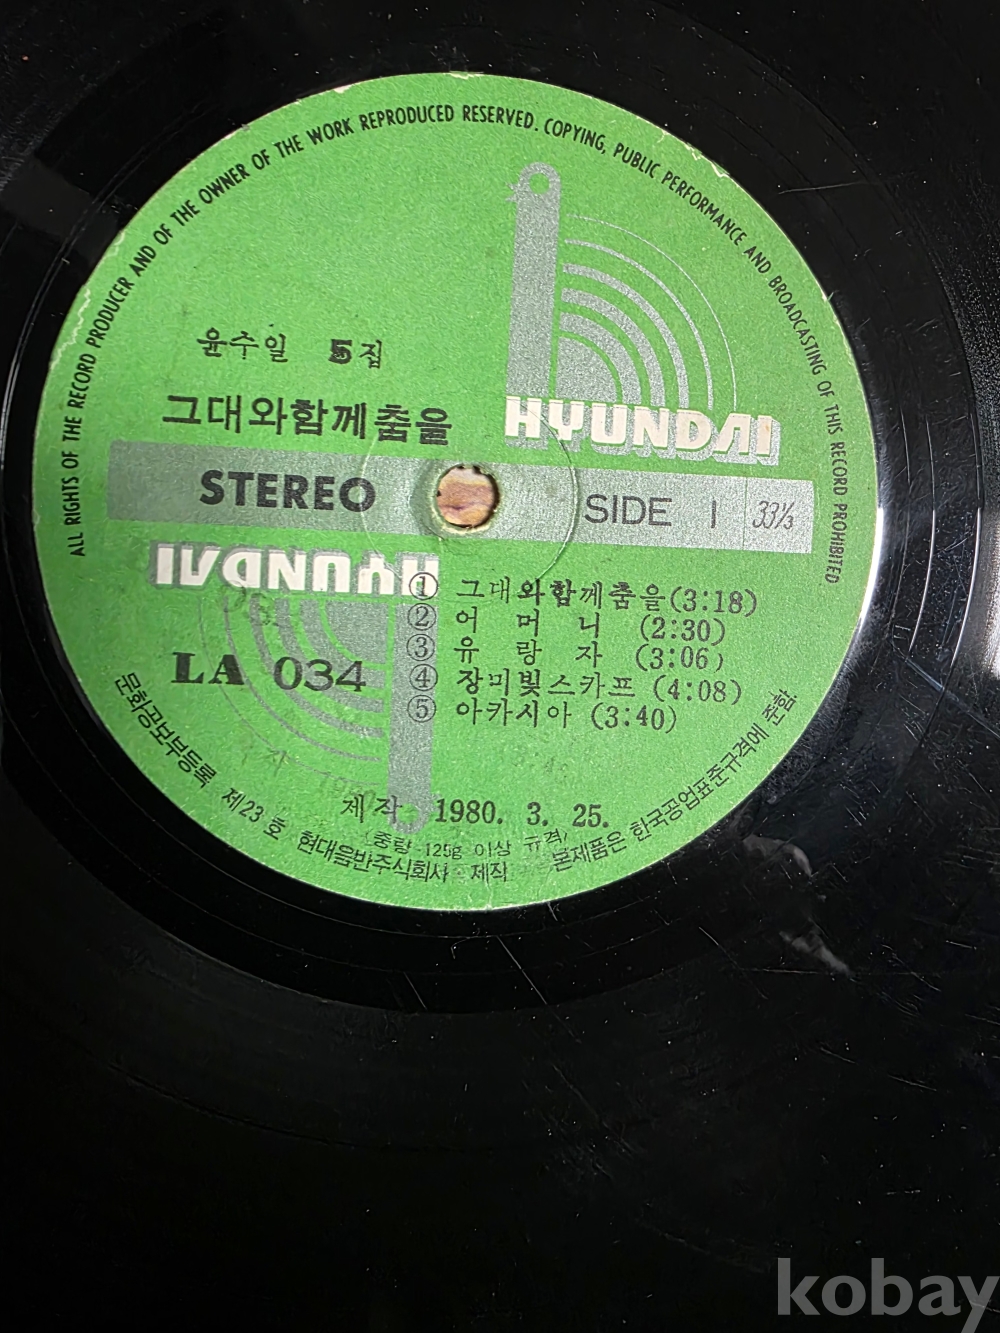 ALL RIGHTS OF THE RECORD PRODUCER AND OF THE OWNER OF THE WORK REPRODUCED RESERVED. COPYING, PUBLIC PERFORMANCE AND BROADCASTING OF THIS RECORD PROHIBITED
윤수일 5집
그대와함께춤을
HYUNDAI
STEREO SIDE 1 33⅓
HYUNDAI
① 그대와함께춤을(3:18)
② 어 머 니 (2:30)
③ 유 랑 자 (3:06)
④ 장미빛스카프 (4:08)
⑤ 아카시아 (3:40)
LA 034
제작 1980. 3. 25.
(중량 125g 이상 규격)
문화공보부등록 제23호 현대음반주식회사 제작 본제품은 한국공업표준규격에 준함.
kobay